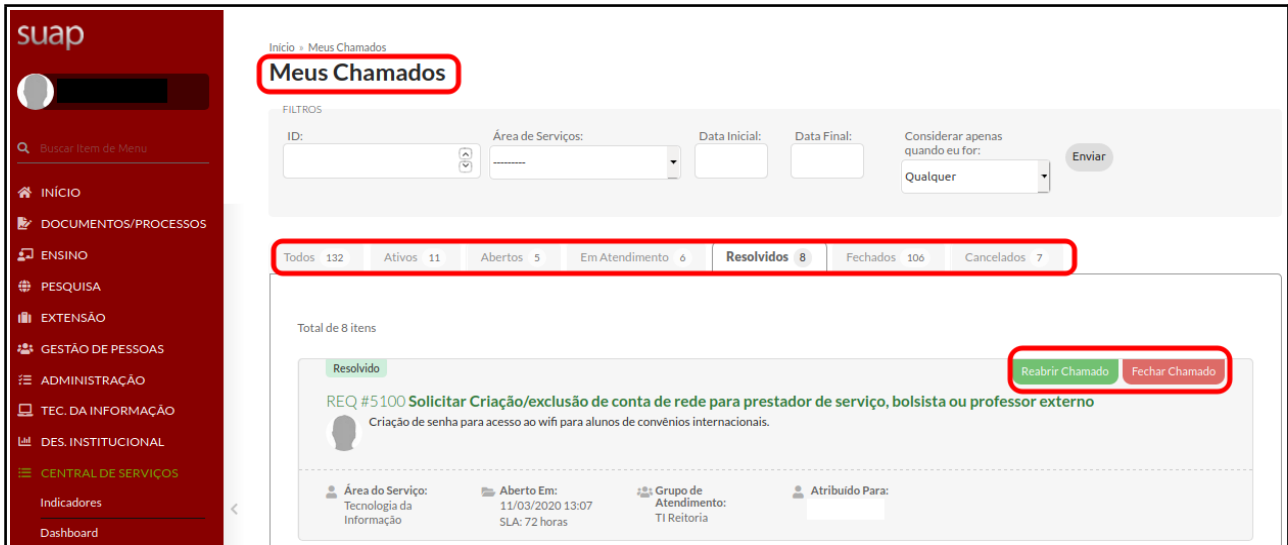 suap
Buscar Item de Menu
INÍCIO
DOCUMENTOS/PROCESSOS
ENSINO
PESQUISA
EXTENSÃO
GESTÃO DE PESSOAS
ADMINISTRAÇÃO
TEC. DA INFORMAÇÃO
DES. INSTITUCIONAL
CENTRAL DE SERVIÇOS
Indicadores
Dashboard
Início » Meus Chamados
Meus Chamados
FILTROS
ID:
Área de Serviços:
---------
Data Inicial:
Data Final:
Considerar apenas
quando eu for:
Qualquer
Enviar
Todos 132 Ativos 11 Abertos 5 Em Atendimento 6 Resolvidos 8 Fechados 106 Cancelados 7
Total de 8 itens
Resolvido
Reabrir Chamado Fechar Chamado
REQ #5100 Solicitar Criação/exclusão de conta de rede para prestador de serviço, bolsista ou professor externo
Criação de senha para acesso ao wifi para alunos de convênios internacionais.
Área do Serviço:
Tecnologia da
Informação
Aberto Em:
11/03/2020 13:07
SLA: 72 horas
Grupo de
Atendimento:
TI Reitoria
Atribuído Para: